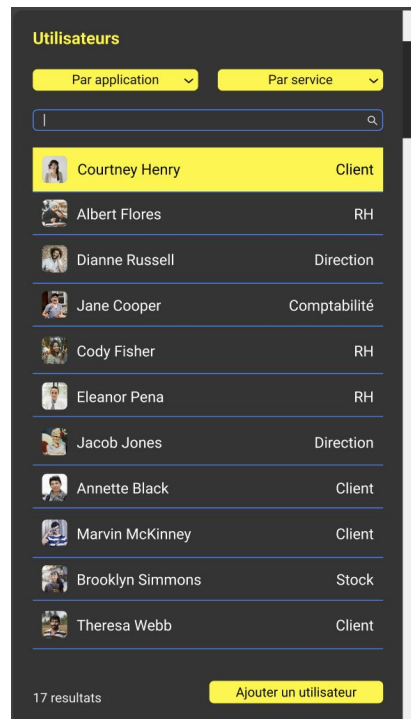 Utilisateurs
Par application Par service
Courtney Henry Client
Albert Flores RH
Dianne Russell Direction
Jane Cooper Comptabilité
Cody Fisher RH
Eleanor Pena RH
Jacob Jones Direction
Annette Black Client
Marvin McKinney Client
Brooklyn Simmons Stock
Theresa Webb Client
17 resultats Ajouter un utilisateur